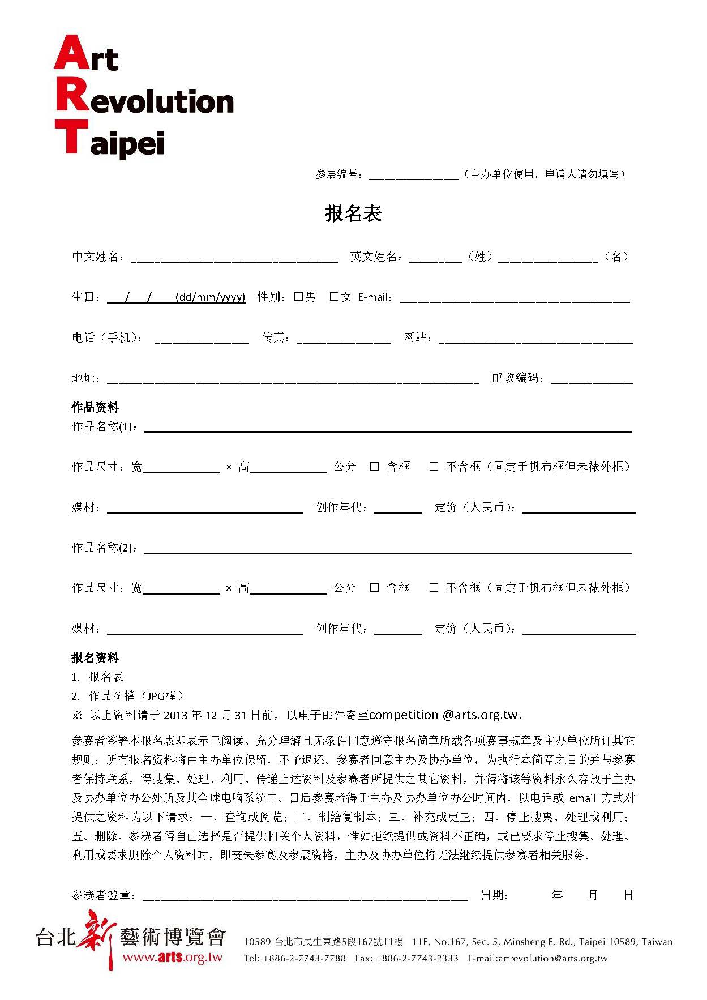 Art
Revolution
Taipei
参展编号：________________（主办单位使用，申请人请勿填写）
报名表
中文姓名：___________________________________ 英文姓名：_________（姓）_________________（名）
生日： / / (dd/mm/yyyy) 性别：□男 □女 E-mail：_______________________________________
电话（手机）： ________________ 传真：________________ 网站：_________________________________
地址：_______________________________________________________________ 邮政编码：______________
作品资料
作品名称(1)：
作品尺寸：宽_____________ × 高_____________ 公分 □ 含框 □ 不含框（固定于帆布框但未裱外框）
媒材：_________________________________ 创作年代：________ 定价（人民币）：___________________
作品名称(2)：
作品尺寸：宽_____________ × 高_____________ 公分 □ 含框 □ 不含框（固定于帆布框但未裱外框）
媒材：_________________________________ 创作年代：________ 定价（人民币）：___________________
报名资料
1. 报名表
2. 作品图檔（JPG檔）
※ 以上资料请于 2013 年 12 月 31 日前，以电子邮件寄至competition @arts.org.tw。
参赛者签署本报名表即表示已阅读、充分理解且无条件同意遵守报名简章所载各项赛事规章及主办单位所订其它
规则；所有报名资料将由主办单位保留，不予退还。参赛者同意主办及协办单位，为执行本简章之目的并与参赛
者保持联系，得搜集、处理、利用、传递上述资料及参赛者所提供之其它资料，并得将该等资料永久存放于主办
及协办单位办公处所及其全球电脑系统中。日后参赛者得于主办及协办单位办公时间内，以电话或 email 方式对
提供之资料为以下请求：一、查询或阅览；二、制给复制本；三、补充或更正；四、停止搜集、处理或利用；
五、删除。参赛者得自由选择是否提供相关个人资料，惟如拒绝提供或资料不正确，或已要求停止搜集、处理、
利用或要求删除个人资料时，即丧失参赛及参展资格，主办及协办单位将无法继续提供参赛者相关服务。
参赛者签章：_______________________________________________________ 日期： 年 月 日
台北新藝術博覽會
www.arts.org.tw
10589 台北市民生東路5段167號11樓 11F, No.167, Sec. 5, Minsheng E. Rd., Taipei 10589, Taiwan
Tel: +886-2-7743-7788 Fax: +886-2-7743-2333 E-mail:artrevolution@arts.org.tw